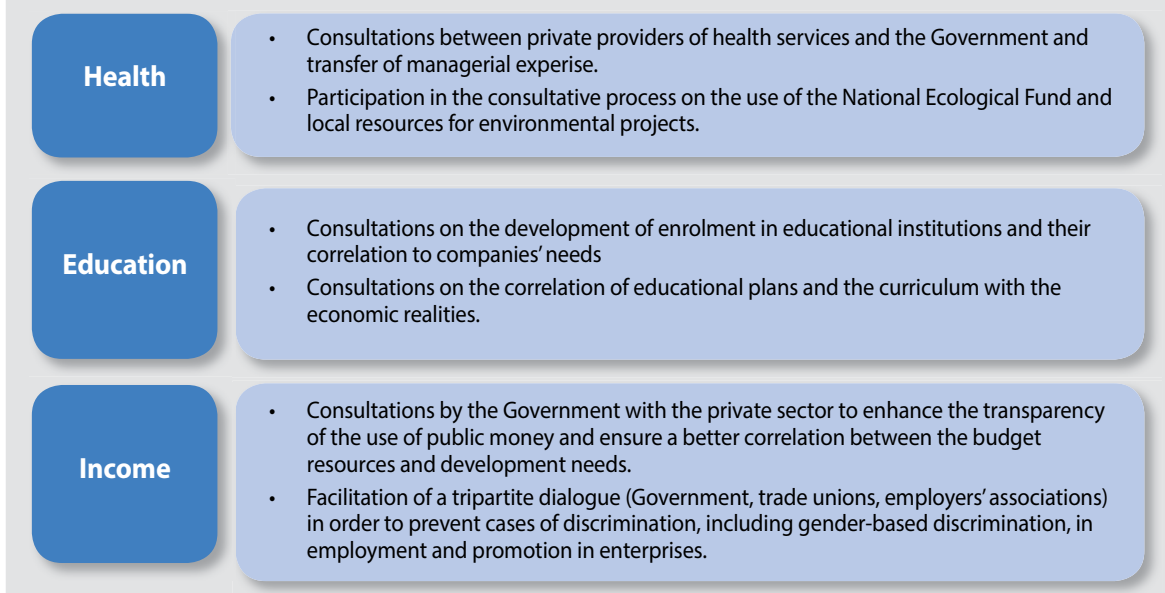 Health
• Consultations between private providers of health services and the Government and
transfer of managerial experise.
• Participation in the consultative process on the use of the National Ecological Fund and
local resources for environmental projects.
Education
• Consultations on the development of enrolment in educational institutions and their
correlation to companies’ needs
• Consultations on the correlation of educational plans and the curriculum with the
economic realities.
Income
• Consultations by the Government with the private sector to enhance the transparency
of the use of public money and ensure a better correlation between the budget
resources and development needs.
• Facilitation of a tripartite dialogue (Government, trade unions, employers’ associations)
in order to prevent cases of discrimination, including gender-based discrimination, in
employment and promotion in enterprises.